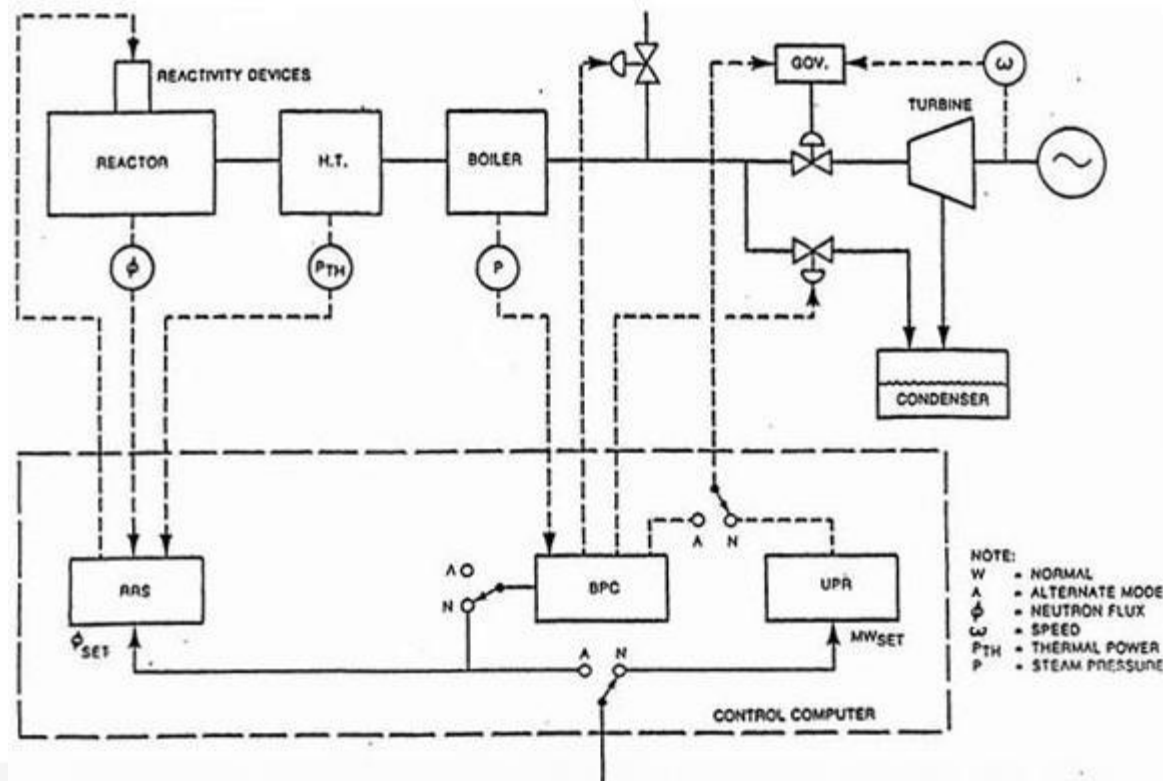 REACTIVITY DEVICES
GOV.
ω
TURBINE
REACTOR
H.T.
BOILER
ϕ
PTH
P
CONDENSER
A
N
RRS
BPC
UPR
A
N
ϕSET
MWSET
A
N
CONTROL COMPUTER
NOTE:
W = NORMAL
A = ALTERNATE MODE
ϕ = NEUTRON FLUX
ω = SPEED
PTH = THERMAL POWER
P = STEAM PRESSURE